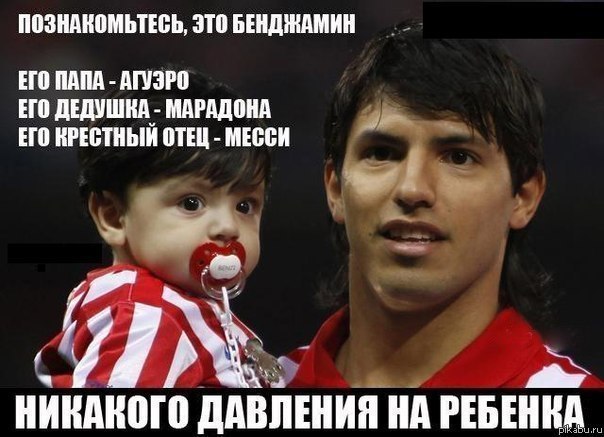 ПОЗНАКОМЬТЕСЬ, ЭТО БЕНДЖАМИН
ЕГО ПАПА - АГУЭРО
ЕГО ДЕДУШКА - МАРАДОНА
ЕГО КРЕСТНЫЙ ОТЕЦ - МЕССИ
BENJI
НИКАКОГО ДАВЛЕНИЯ НА РЕБЕНКА
pikabu.ru